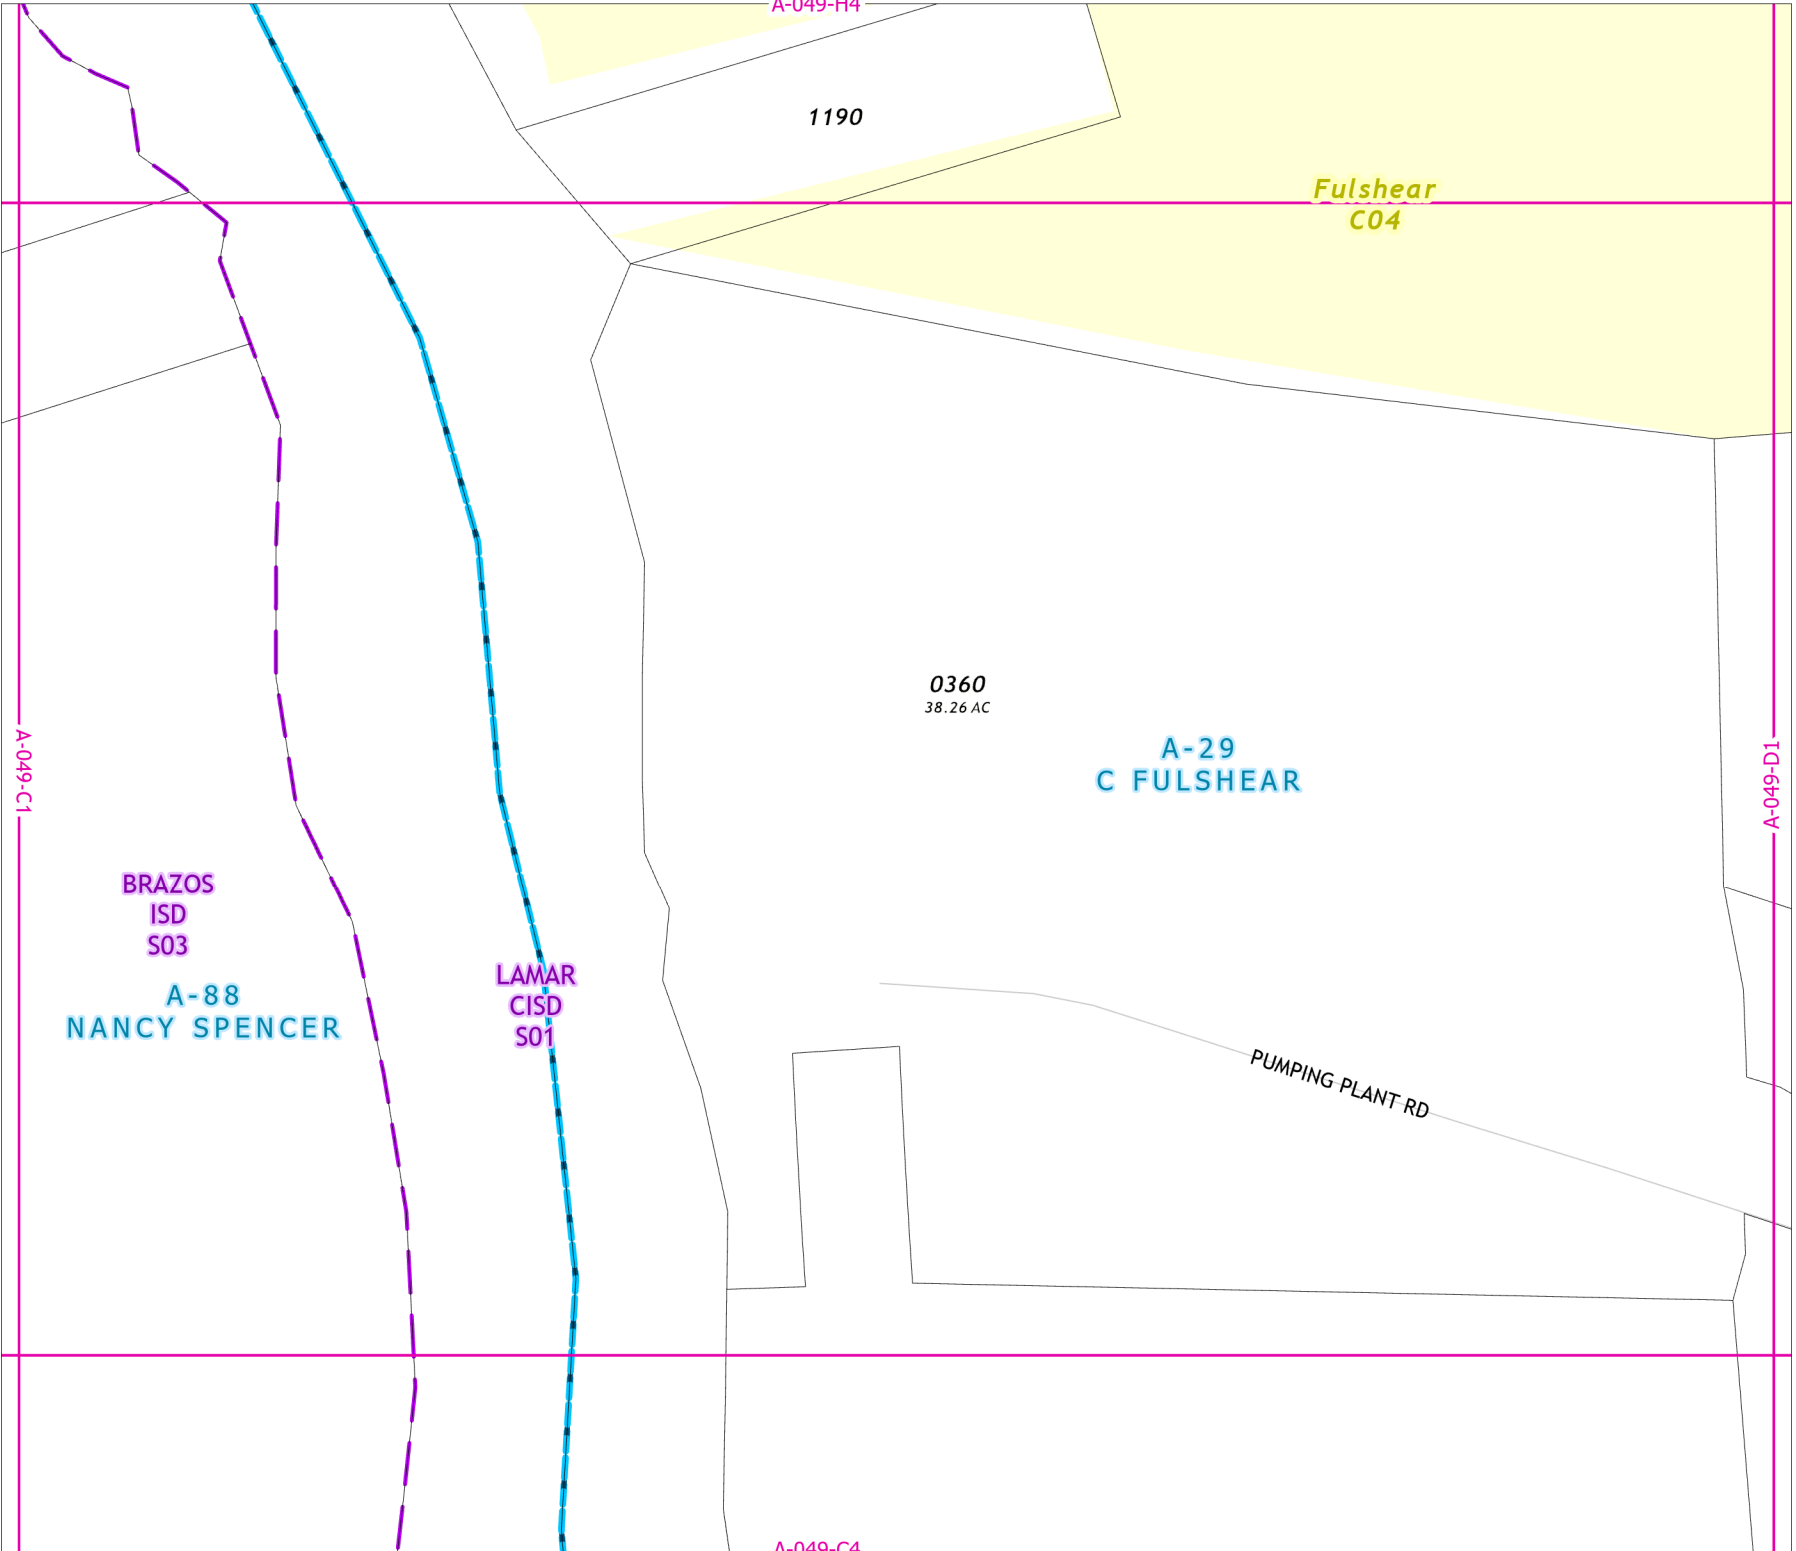 A-049-H4
1190
Fulshear
C04
0360
38.26 AC
A-29
C FULSHEAR
A-049-C1
A-049-D1
BRAZOS
ISD
S03
A-88
NANCY SPENCER
LAMAR
CISD
S01
PUMPING PLANT RD
A-049-C4